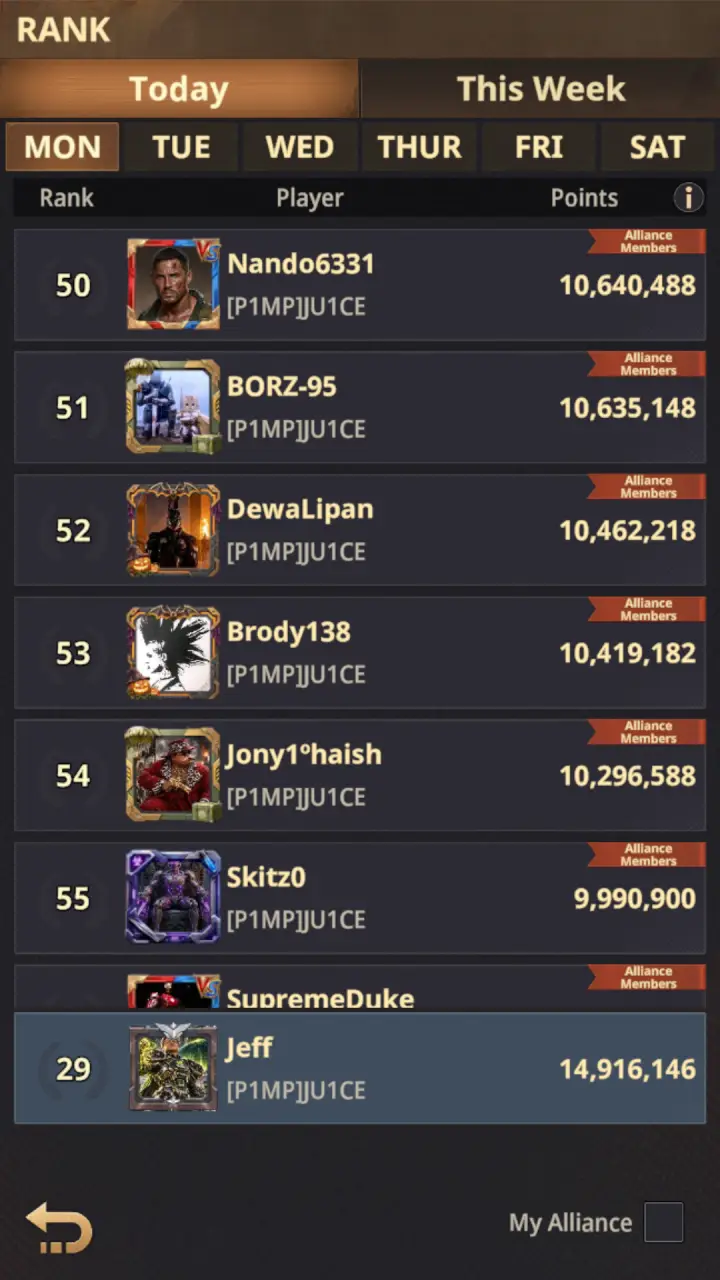 RANK
Today
This Week
MON
TUE
WED
THUR
FRI
SAT
Rank
Player
Points
i
Alliance
Members
50
Nando6331
[P1MP]JU1CE
10,640,488
Alliance
Members
51
BORZ-95
[P1MP]JU1CE
10,635,148
Alliance
Members
52
DewaLipan
[P1MP]JU1CE
10,462,218
Alliance
Members
53
Brody138
[P1MP]JU1CE
10,419,182
Alliance
Members
54
Jony1ºhaish
[P1MP]JU1CE
10,296,588
Alliance
Members
55
Skitz0
[P1MP]JU1CE
9,990,900
Alliance
Members
SupremeDuke
29
Jeff
[P1MP]JU1CE
14,916,146
My Alliance